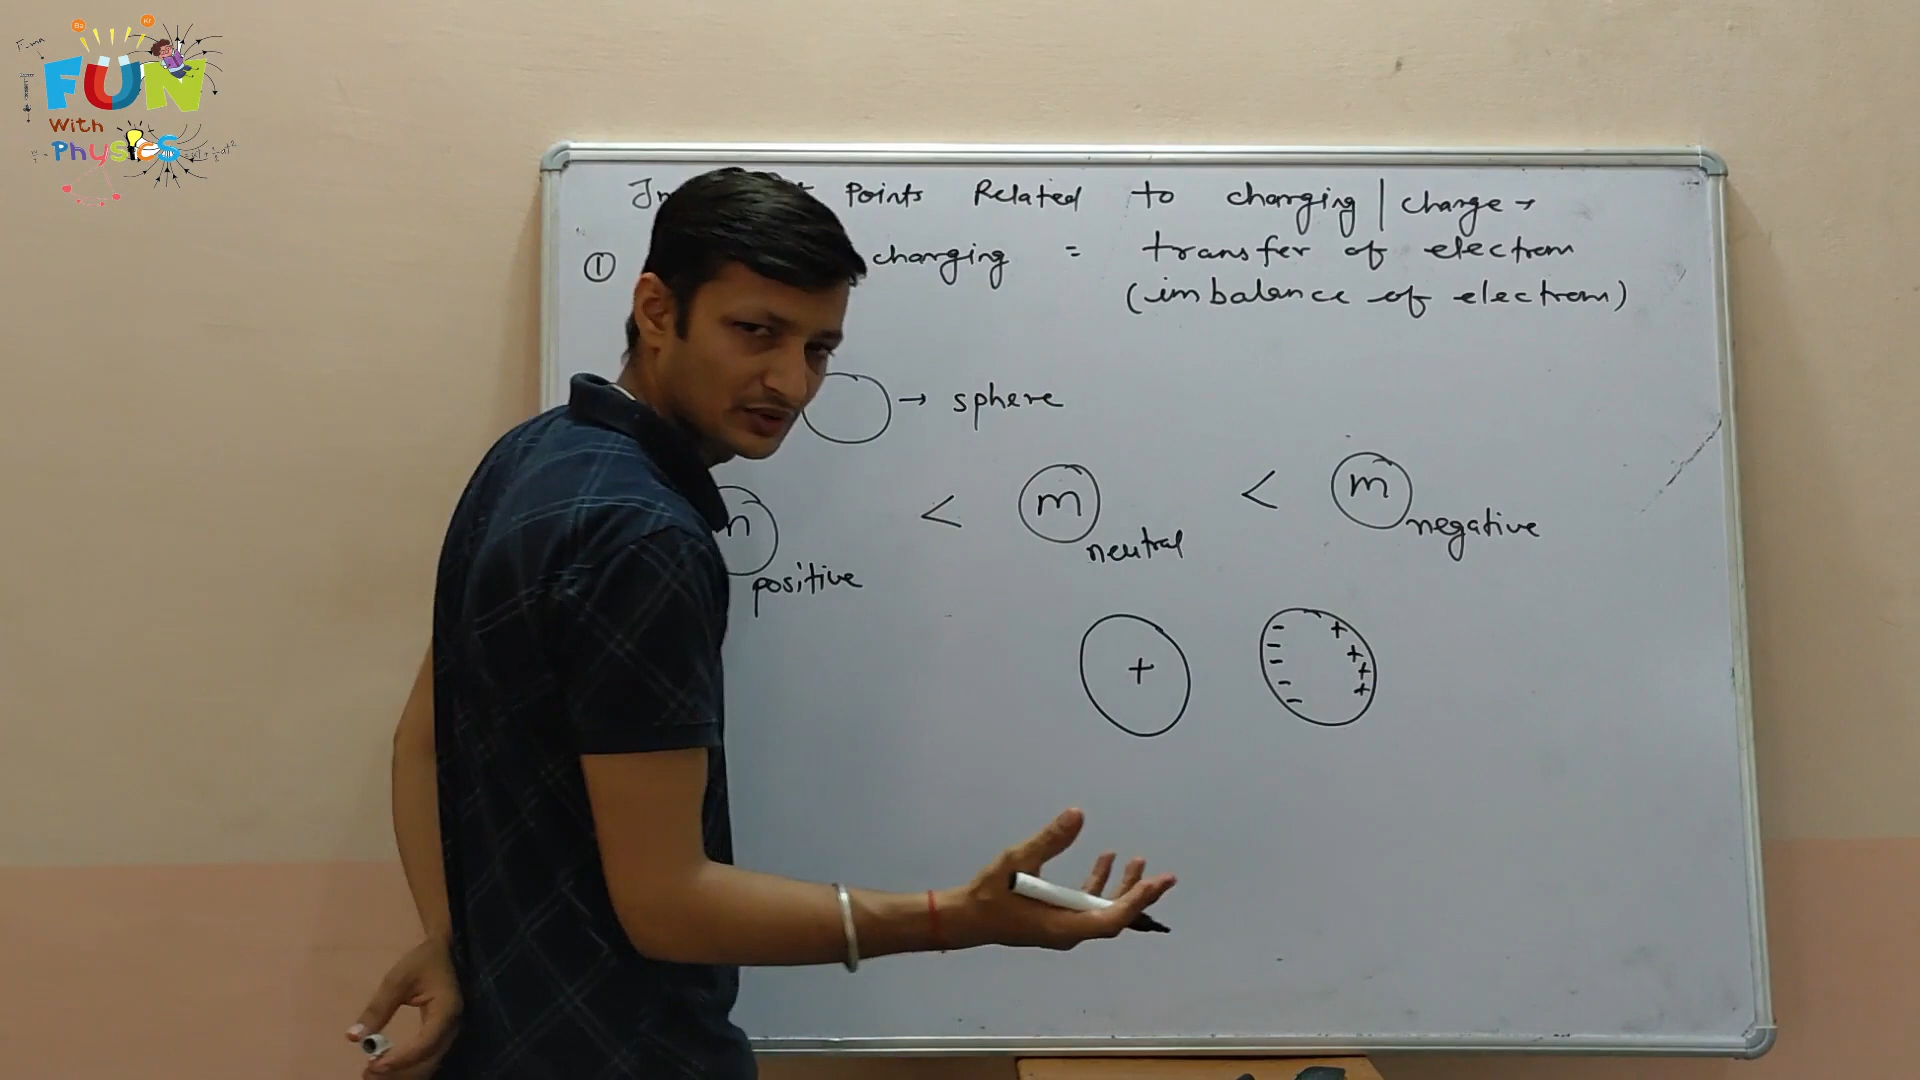 FUN
With
Physics
Points Related to charging | charge →
① charging = transfer of electron
(imbalance of electron)
→ sphere
< m < m
positive neutral negative
+ - - - - - + + + +